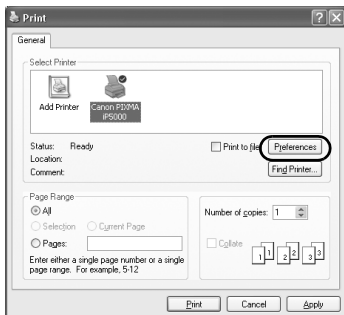 Print
General
Select Printer
Add Printer
Canon PIXMA
iP5000
Status: Ready
Location:
Comment:
Print to file
Preferences
Find Printer...
Page Range
All
Selection
Current Page
Pages:
Enter either a single page number or a single
page range. For example, 5-12
Number of copies: 1
Collate
1 1 2 2 3 3
Print
Cancel
Apply